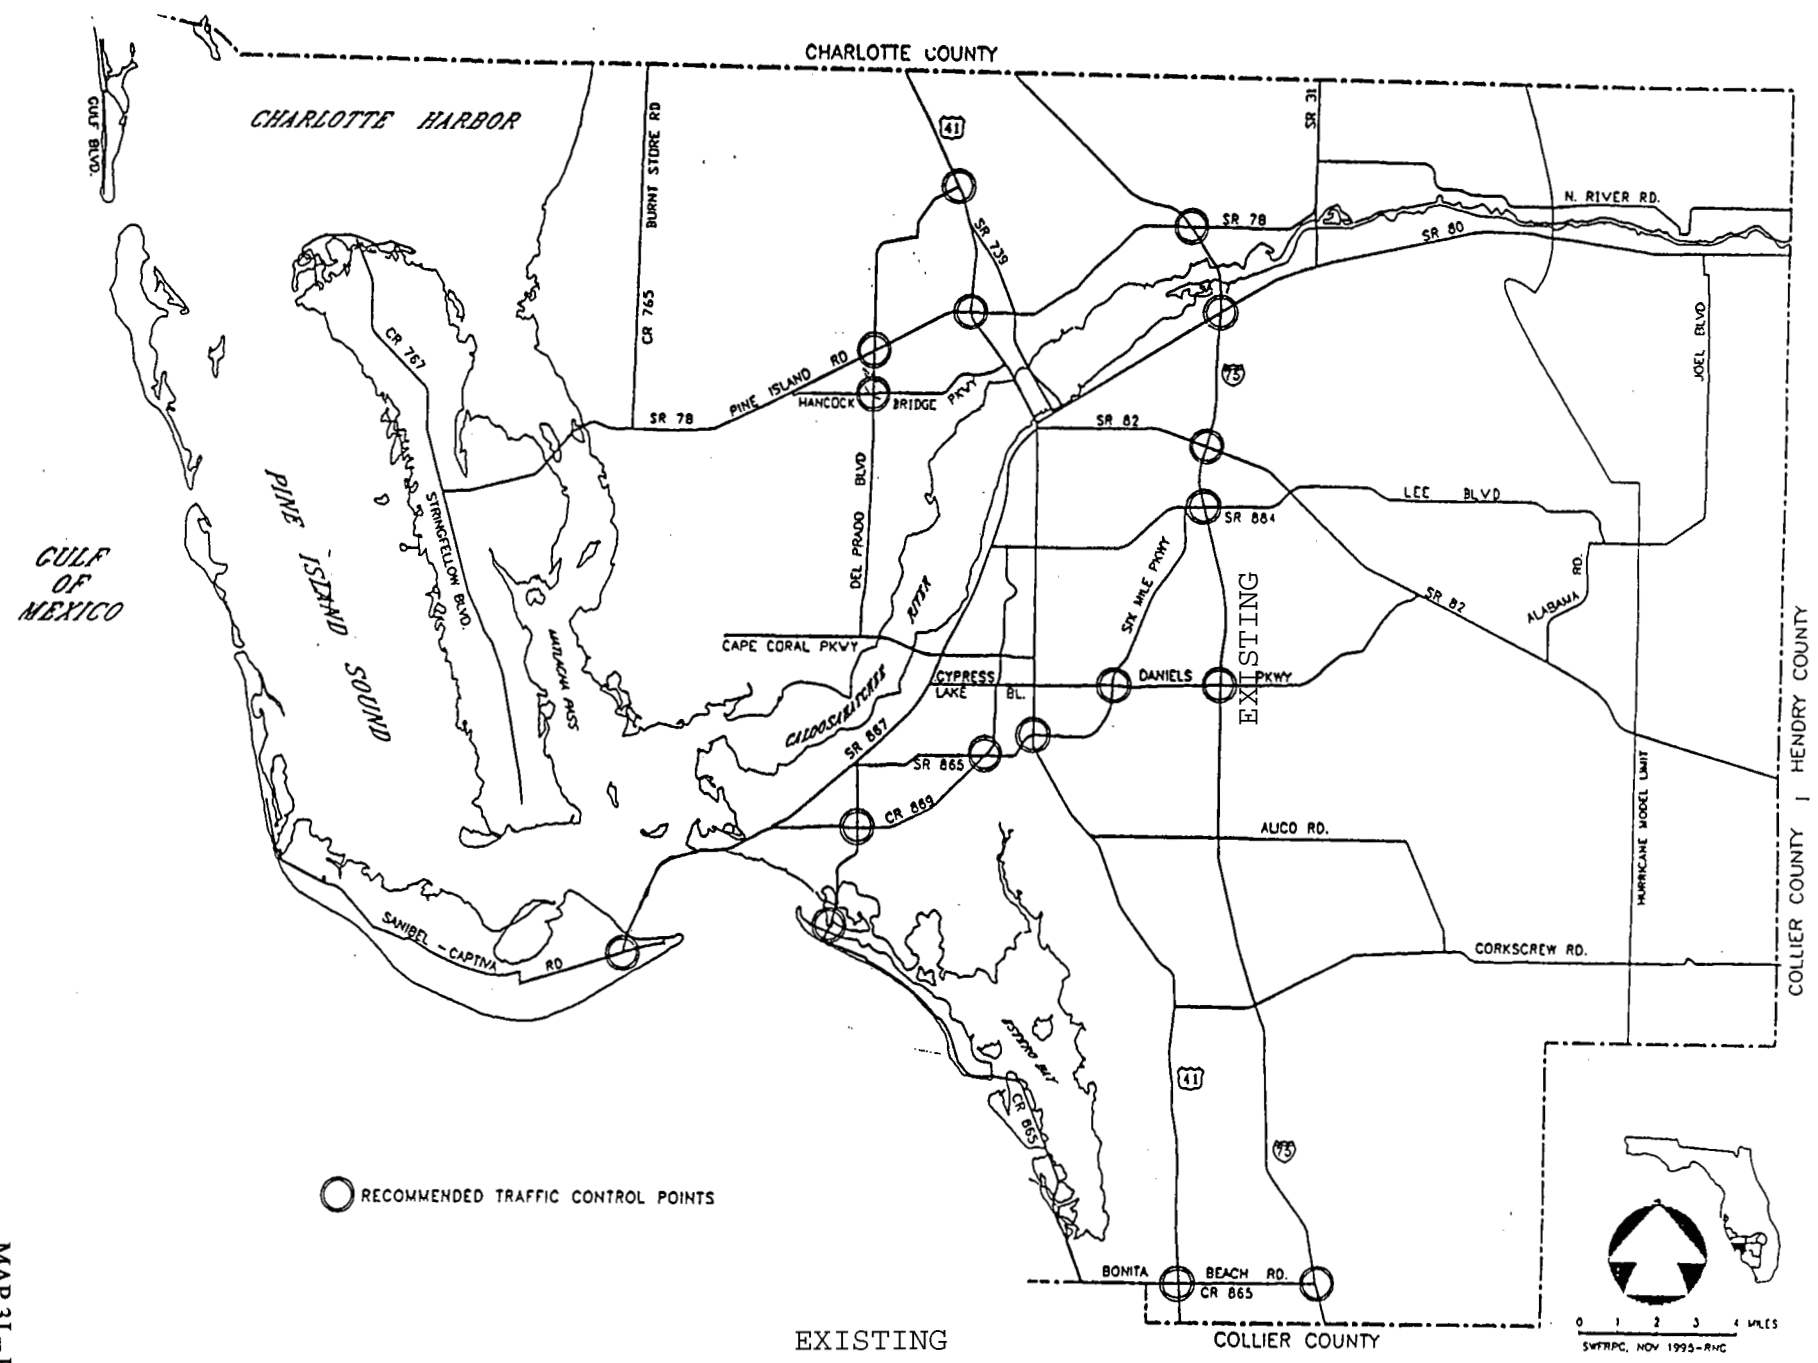 CHARLOTTE COUNTY
GULF BLVD.
CHARLOTTE HARBOR
BURNT STORE RD
CR 765
41
SR 31
N. RIVER RD.
SR 78
SR 80
SR 739
CR 767
PINE ISLAND RD
HANCOCK BRIDGE PKWY
SR 78
75
JOEL BLVD
SR 82
LEE BLVD
SR 884
GULF
OF
MEXICO
PINE ISLAND SOUND
STRINGFELLOW BLVD.
MATLACHA PASS
DEL PRADO BLVD
CALOOSAHATCHEE RIVER
SIX MILE PKWY
EXISTING
ALABAMA RD.
SR 82
CAPE CORAL PKWY
CYPRESS
LAKE BL.
DANIELS PKWY
SR 867
SR 865
CR 869
ALICO RD.
HURRICANE MODEL LIMIT
COLLIER COUNTY | HENDRY COUNTY
SANIBEL - CAPTIVA RD
CORKSCREW RD.
ESTERO BAY
CR 865
41
75
RECOMMENDED TRAFFIC CONTROL POINTS
BONITA BEACH RD.
CR 865
EXISTING
COLLIER COUNTY
0 1 2 3 4 MILES
SWFRPC, NOV 1995-RNC